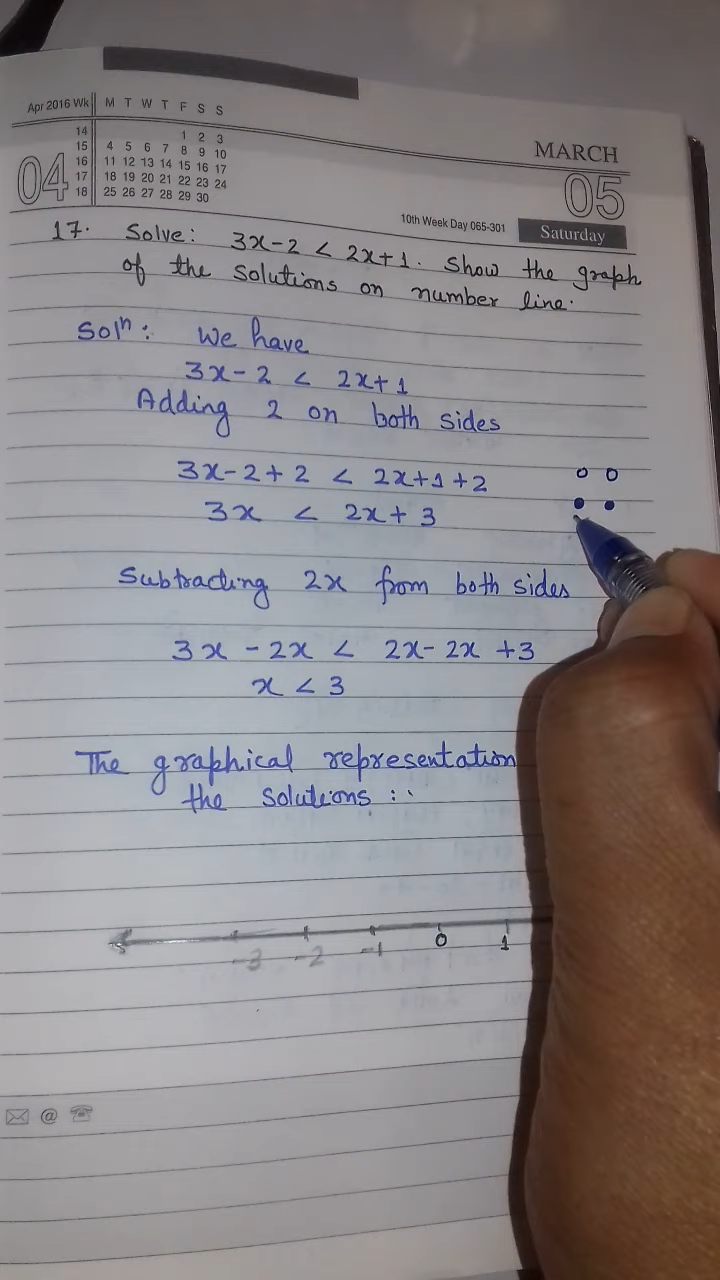 Apr 2016 Wk M T W T F S S
14 1 2 3
15 4 5 6 7 8 9 10
16 11 12 13 14 15 16 17
17 18 19 20 21 22 23 24
18 25 26 27 28 29 30
04
MARCH
05
10th Week Day 065-301 Saturday
17. Solve: 3x-2 < 2x+1. Show the graph
of the solutions on number line.
Solⁿ: We have
3x-2 < 2x+1
Adding 2 on both sides
3x-2+2 < 2x+1+2
3x < 2x+3
Subtracting 2x from both sides
3x - 2x < 2x-2x +3
x < 3
The graphical representation
the solutions :
-3 -2 -1 0 1